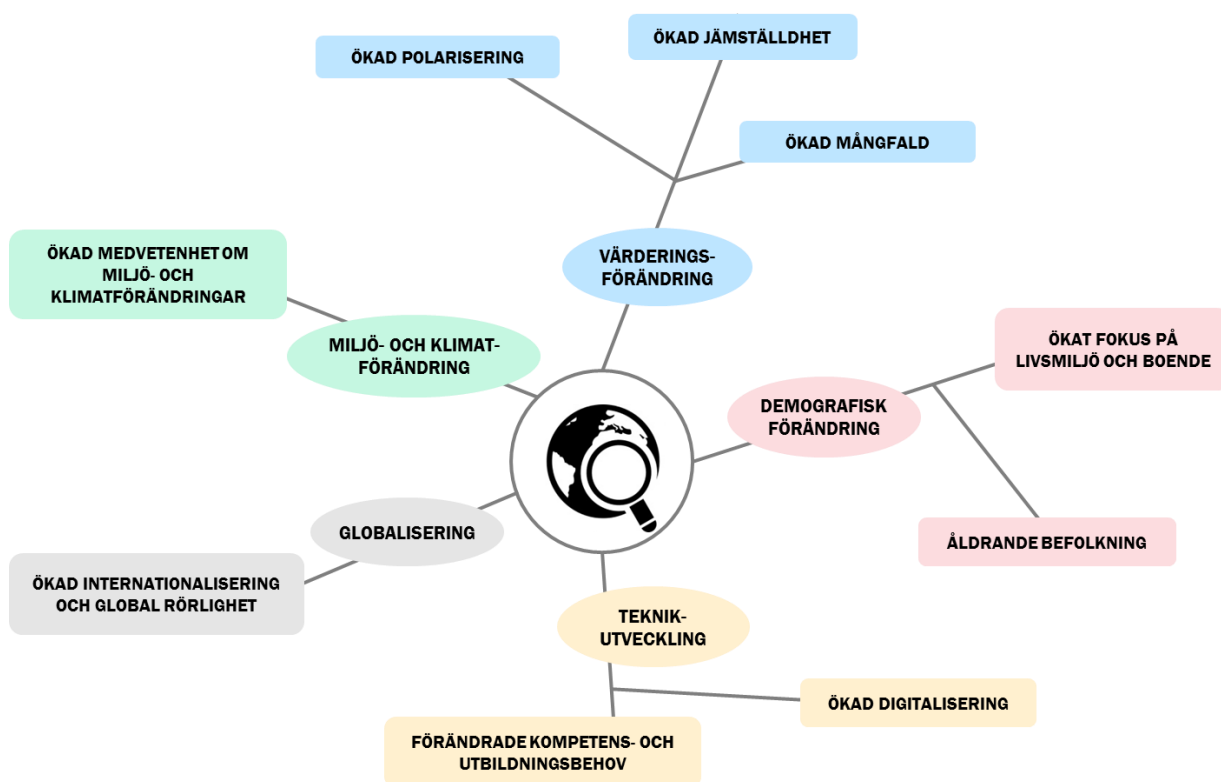 ÖKAD JÄMSTÄLLDHET
ÖKAD POLARISERING
ÖKAD MÅNGFALD
VÄRDERINGS-
FÖRÄNDRING
ÖKAD MEDVETENHET OM
MILJÖ- OCH
KLIMATFÖRÄNDRINGAR
MILJÖ- OCH KLIMAT-
FÖRÄNDRING
ÖKAT FOKUS PÅ
LIVSMILJÖ OCH BOENDE
DEMOGRAFISK
FÖRÄNDRING
ÅLDRANDE BEFOLKNING
GLOBALISERING
ÖKAD INTERNATIONALISERING
OCH GLOBAL RÖRLIGHET
TEKNIK-
UTVECKLING
ÖKAD DIGITALISERING
FÖRÄNDRADE KOMPETENS- OCH
UTBILDNINGSBEHOV